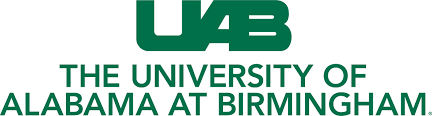 UAB
THE UNIVERSITY OF
ALABAMA AT BIRMINGHAM®